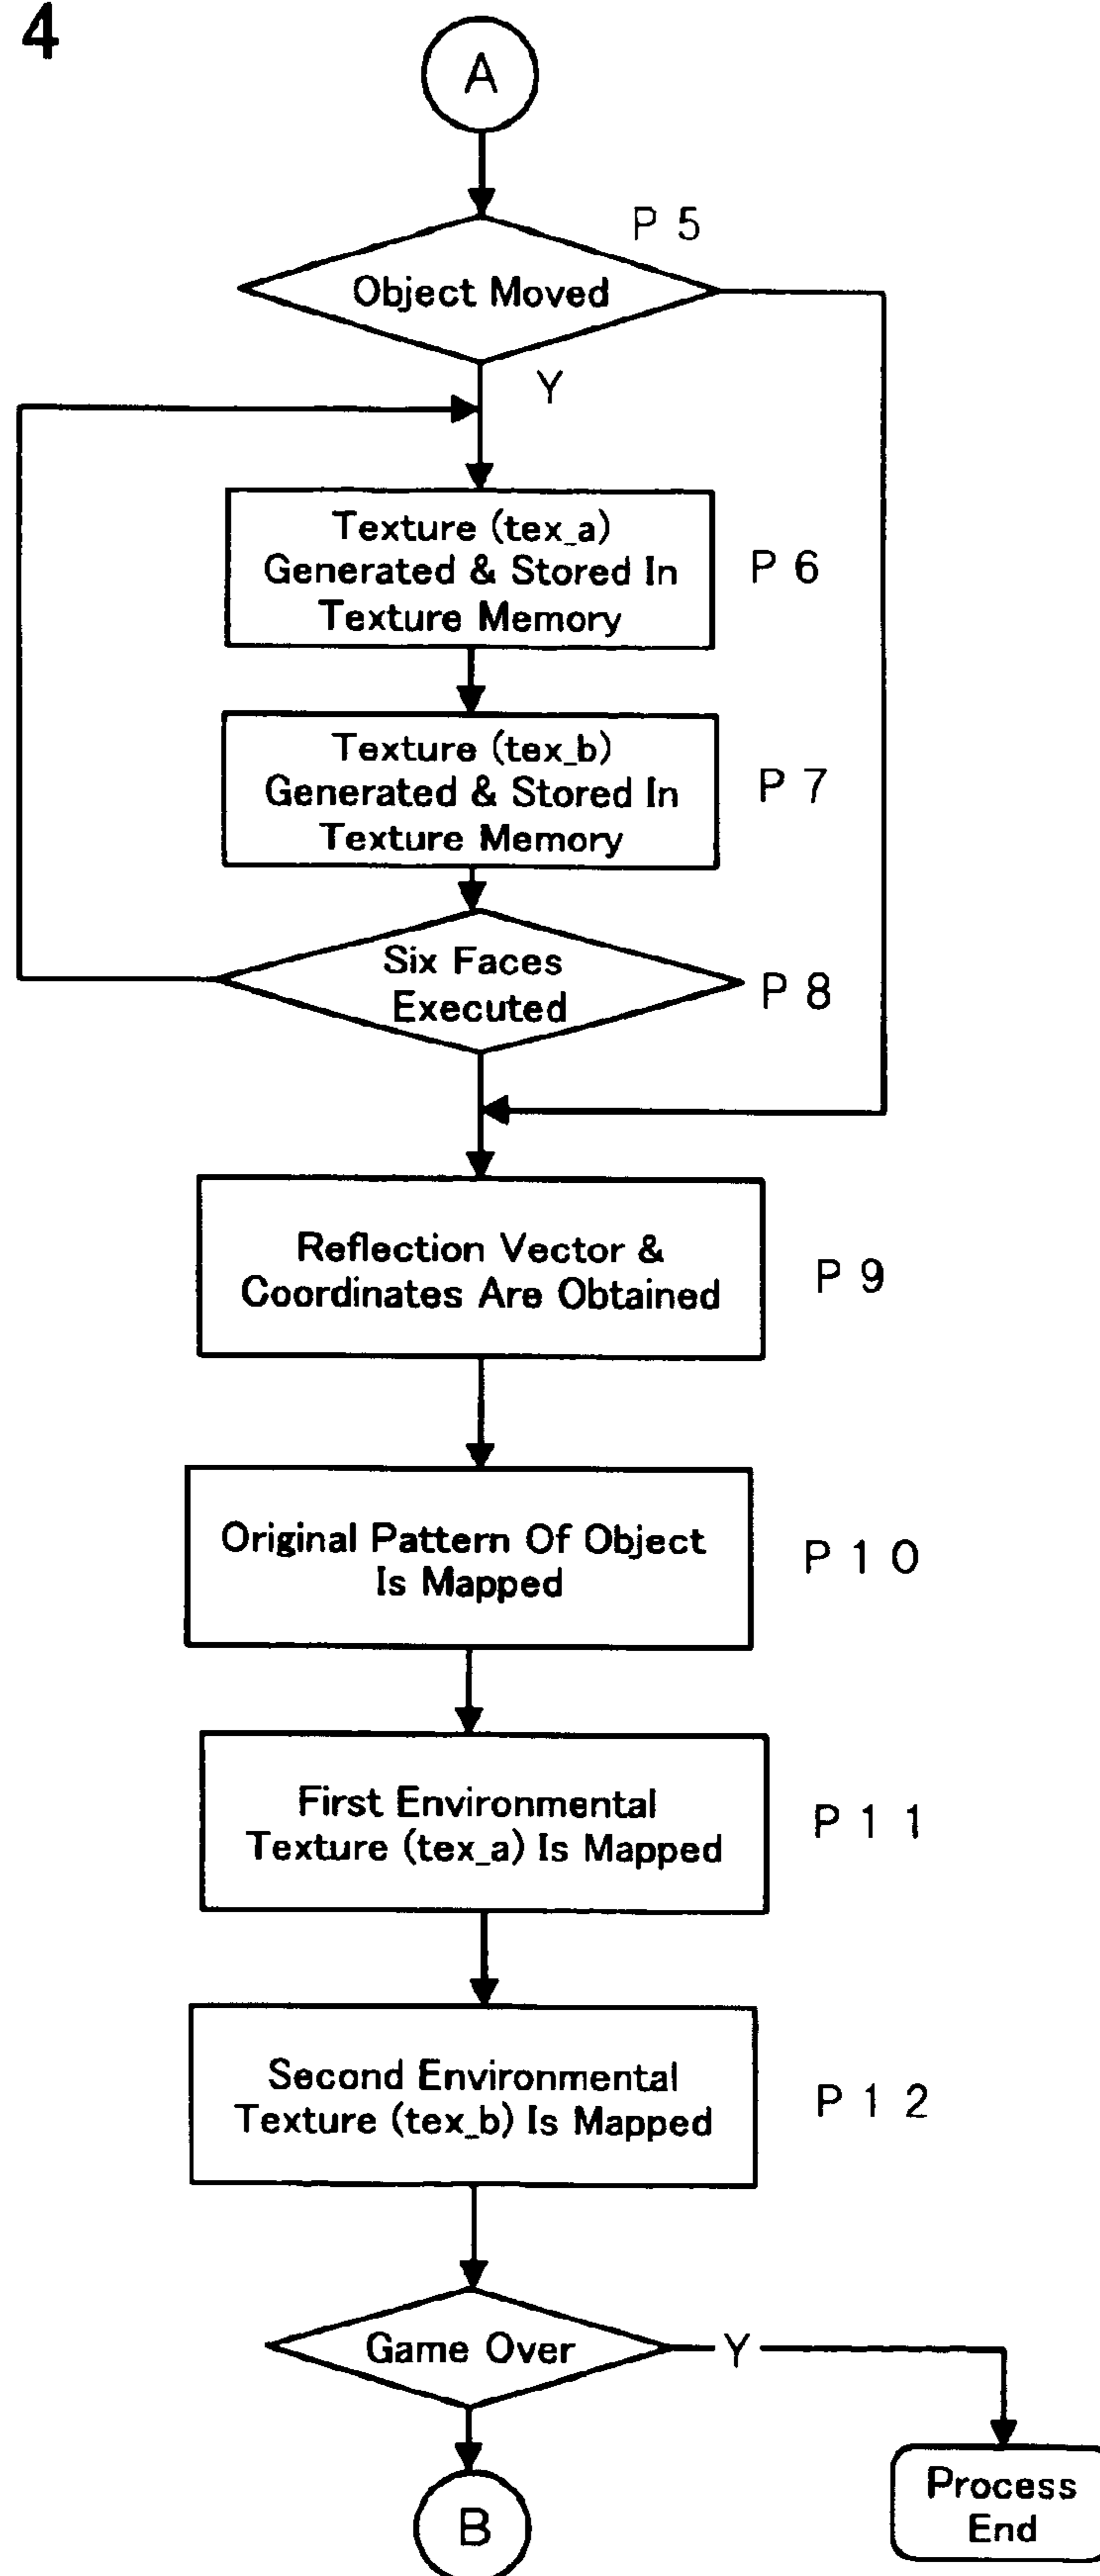 4
A
P 5
Object Moved
Y
Texture (tex_a)
Generated & Stored In
Texture Memory
P 6
Texture (tex_b)
Generated & Stored In
Texture Memory
P 7
Six Faces
Executed
P 8
Reflection Vector &
Coordinates Are Obtained
P 9
Original Pattern Of Object
Is Mapped
P 1 0
First Environmental
Texture (tex_a) Is Mapped
P 1 1
Second Environmental
Texture (tex_b) Is Mapped
P 1 2
Game Over
Y
Process
End
B